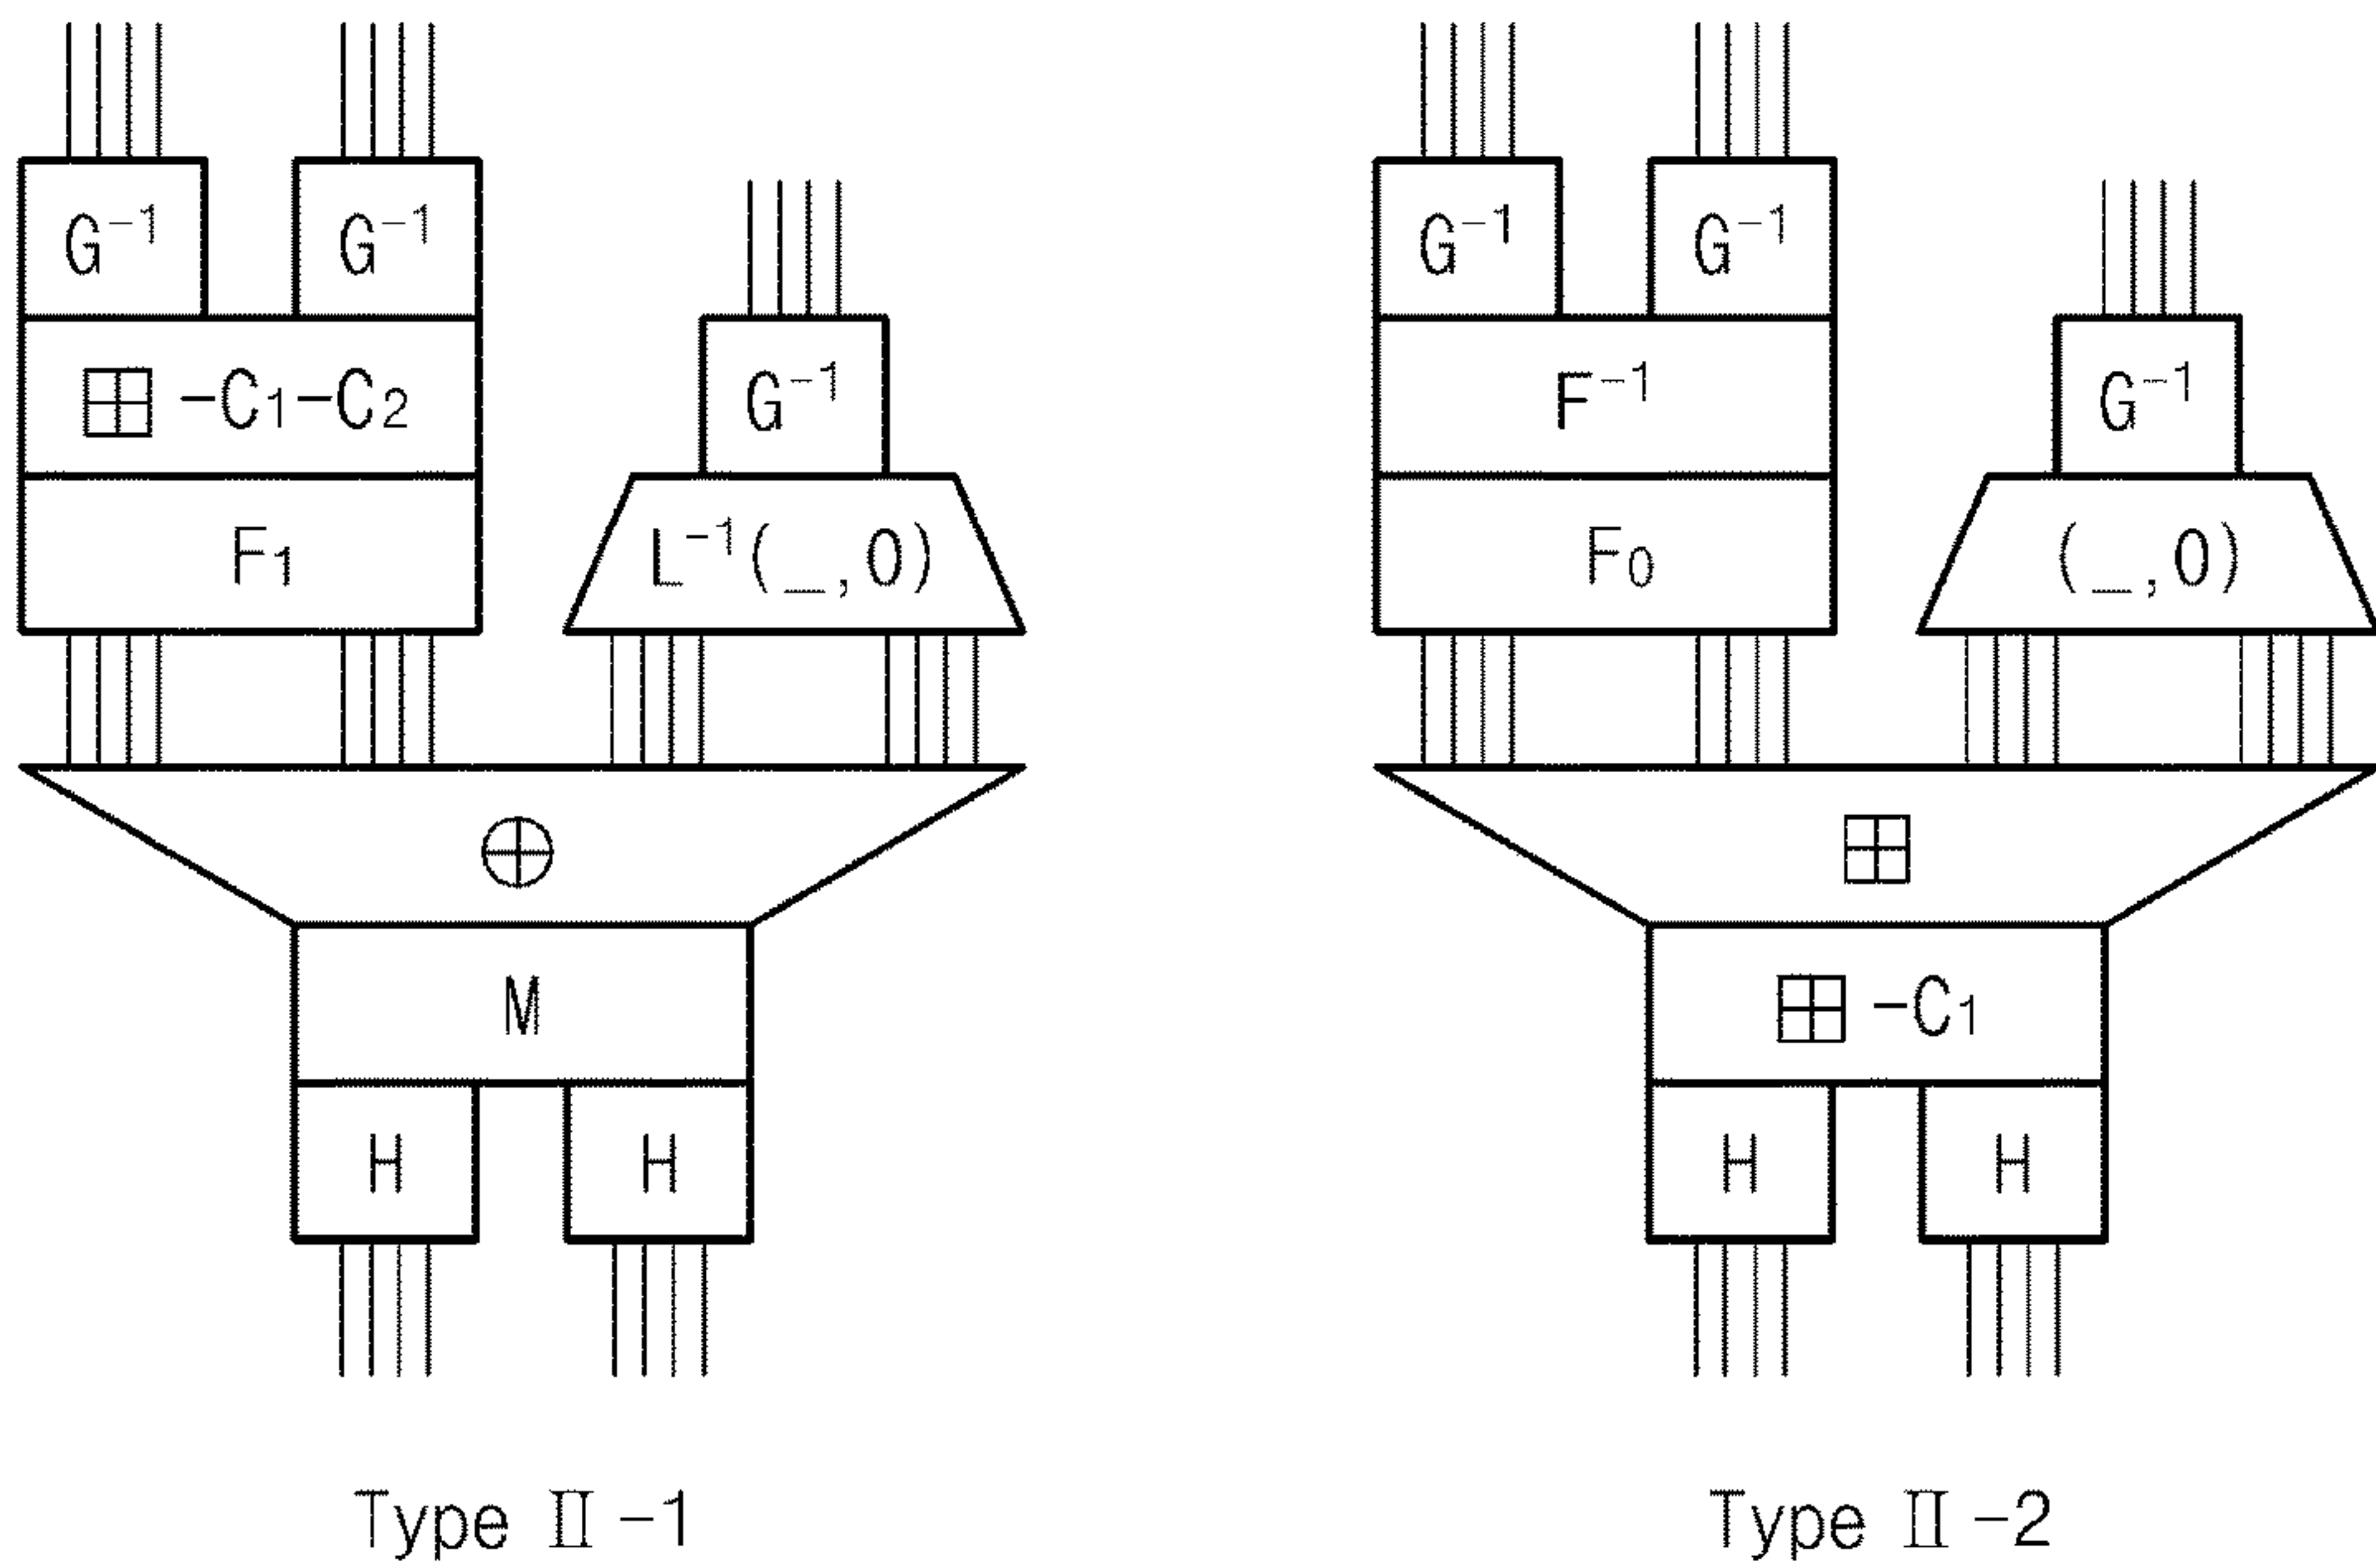 G⁻¹ G⁻¹
⊞ -C₁-C₂
G⁻¹
F₁
L⁻¹(_,0)
⊕
M
H H
Type Ⅱ-1
G⁻¹ G⁻¹
F⁻¹
G⁻¹
F₀
(_,0)
⊞
⊞ -C₁
H H
Type Ⅱ-2